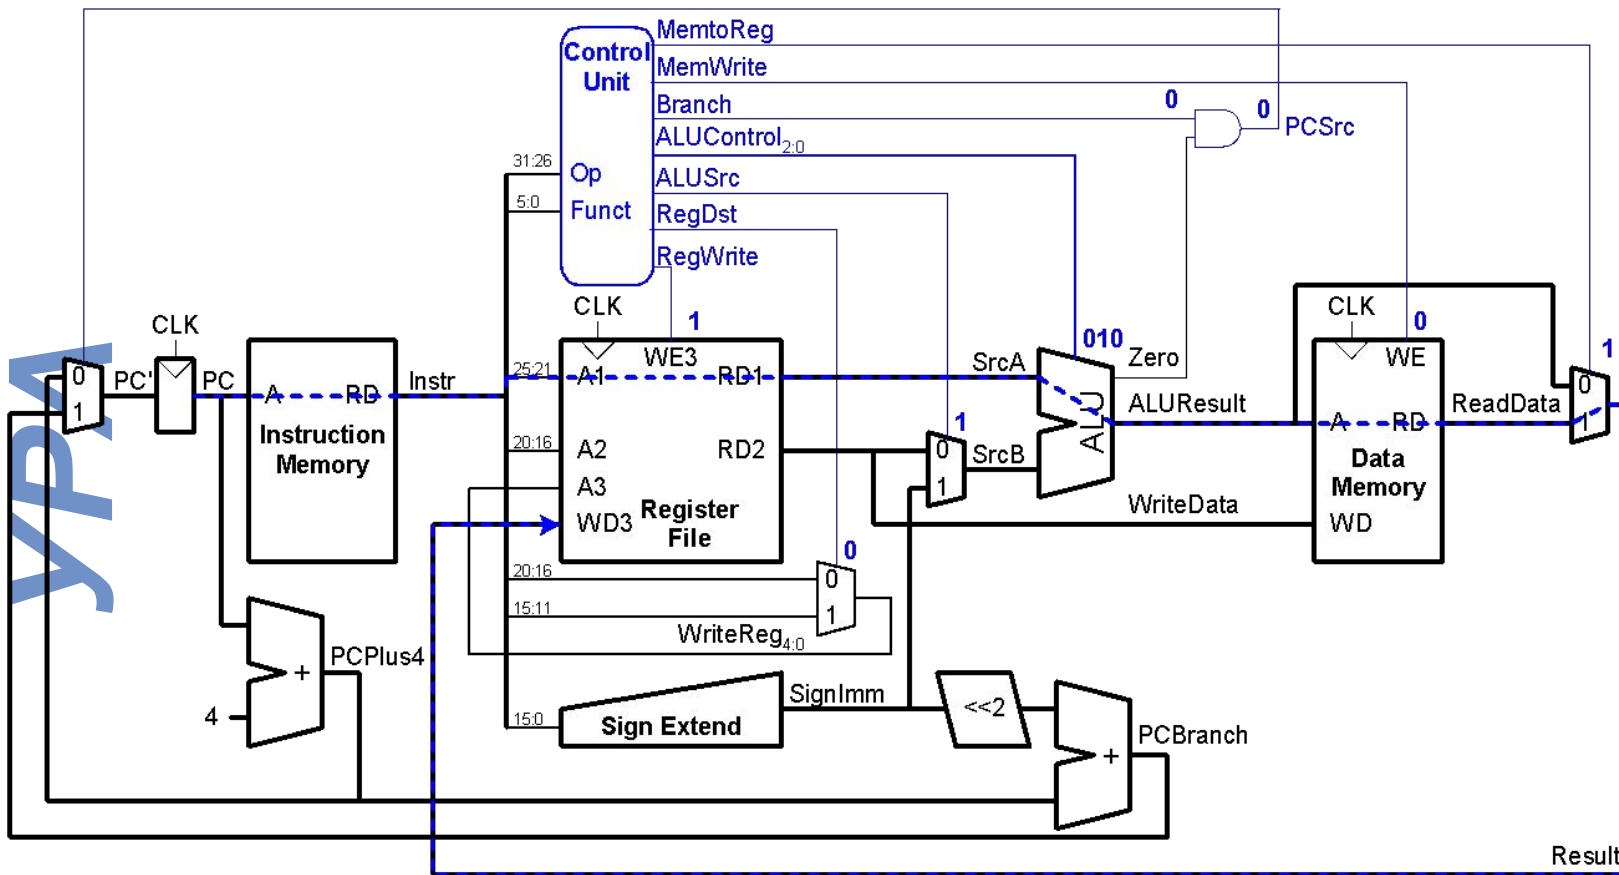 MemtoReg
Control
Unit
MemWrite
Branch
0
0
PCSrc
ALUControl2:0
31:26
Op
ALUSrc
5:0
Funct
RegDst
RegWrite
CLK
CLK
CLK
1
010
0
1
WE3
Zero
WE
0
PC'
PC
A
RD
Instr
25:21
A1
RD1
SrcA
ALU
ALUResult
A
RD
ReadData
0
1
1
Instruction
Memory
20:16
A2
RD2
1
0
SrcB
1
Data
Memory
A3
WD3
Register
File
WriteData
WD
УРА
20:16
0
0
15:11
1
WriteReg4:0
PCPlus4
+
4
15:0
Sign Extend
SignImm
<<2
PCBranch
+
Result